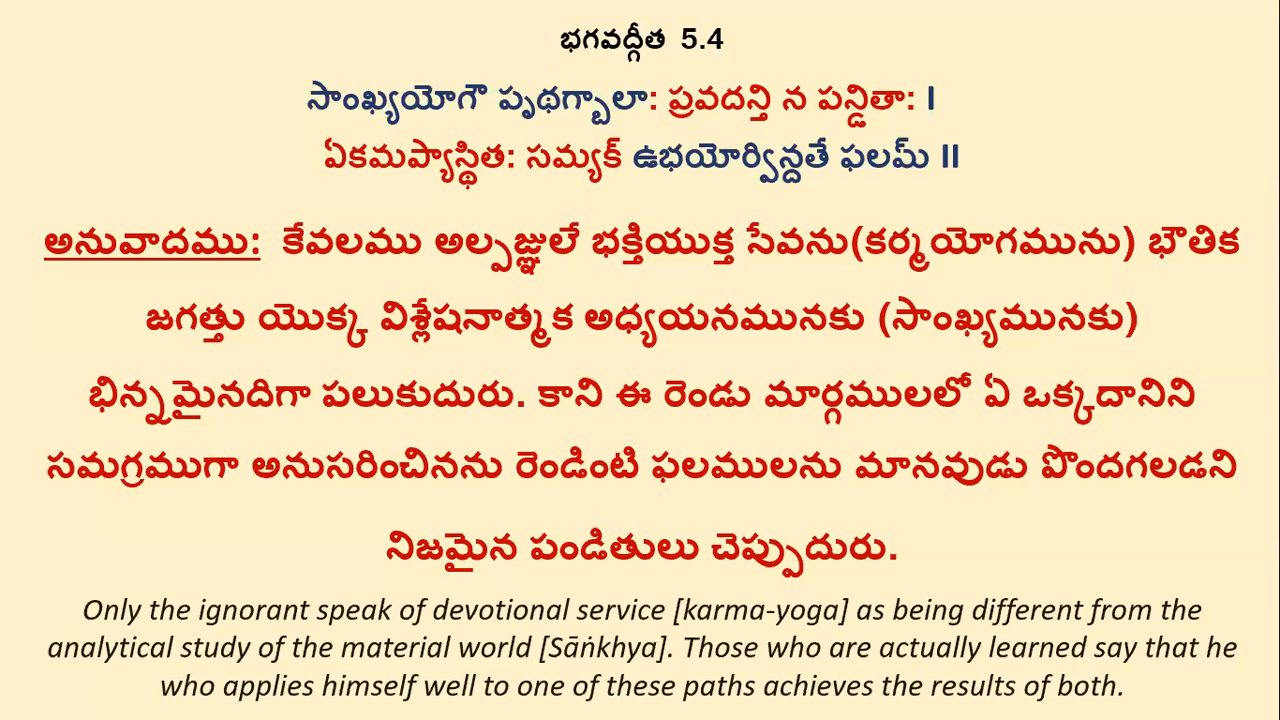 భగవద్గీత 5.4
సాంఖ్యయోగౌ పృథగ్బాలా: ప్రవదన్తి న పన్డితా: I
ఏకమప్యాస్థిత: సమ్యక్ ఉభయోర్విన్దతే ఫలమ్ II
అనువాదము: కేవలము అల్పజ్ఞులే భక్తియుక్త సేవను(కర్మయోగమును) భౌతిక
జగత్తు యొక్క విశ్లేషనాత్మక అధ్యయనమునకు (సాంఖ్యమునకు)
భిన్నమైనదిగా పలుకుదురు. కాని ఈ రెండు మార్గములలో ఏ ఒక్కదానిని
సమగ్రముగా అనుసరించినను రెండింటి ఫలములను మానవుడు పొందగలడని
నిజమైన పండితులు చెప్పుదురు.
Only the ignorant speak of devotional service [karma-yoga] as being different from the
analytical study of the material world [Sāṅkhya]. Those who are actually learned say that he
who applies himself well to one of these paths achieves the results of both.